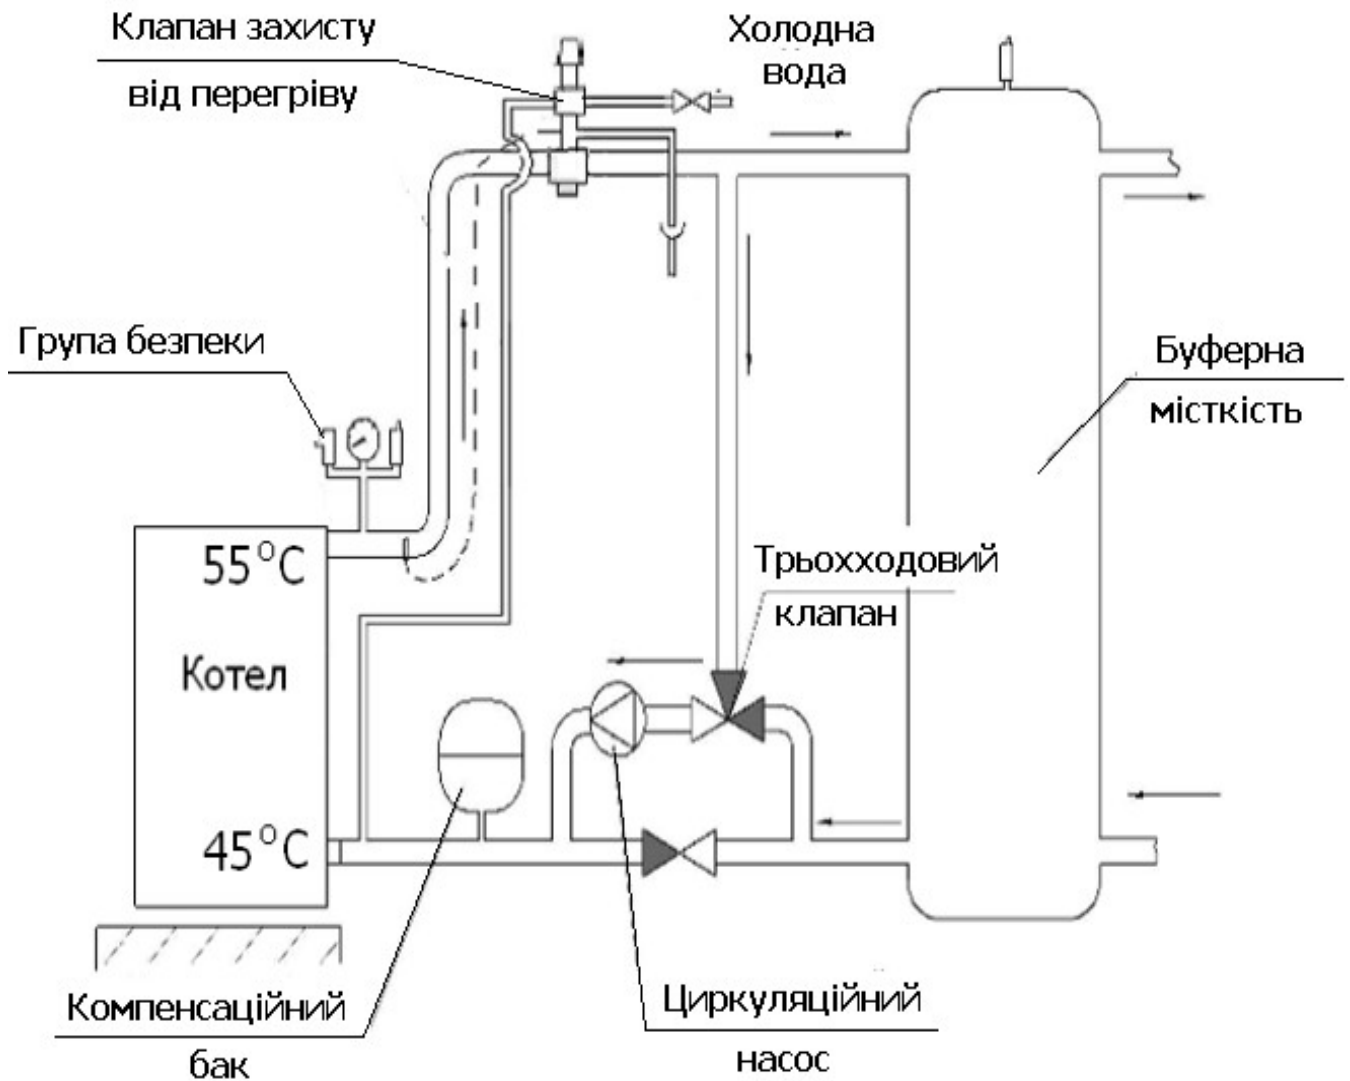 Клапан захисту
від перегріву
Холодна
вода
Група безпеки
Буферна
місткість
55°C
Трьохходовий
клапан
Котел
45°C
Компенсаційний
бак
Циркуляційний
насос